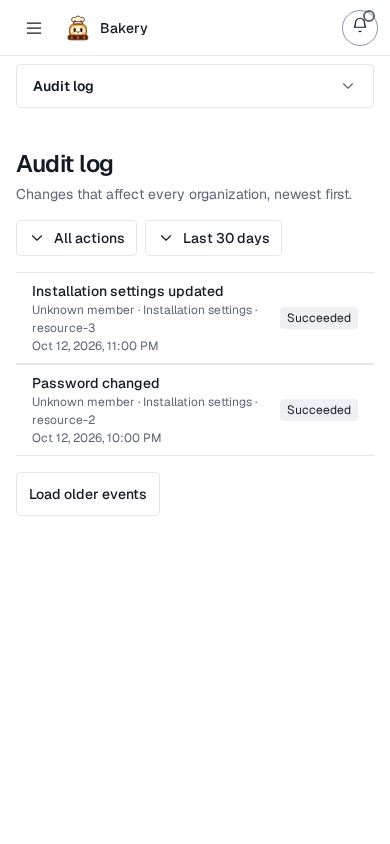 Bakery
Audit log
Audit log
Changes that affect every organization, newest first.
All actions
Last 30 days
Installation settings updated
Unknown member · Installation settings ·
resource-3
Oct 12, 2026, 11:00 PM
Succeeded
Password changed
Unknown member · Installation settings ·
resource-2
Oct 12, 2026, 10:00 PM
Succeeded
Load older events